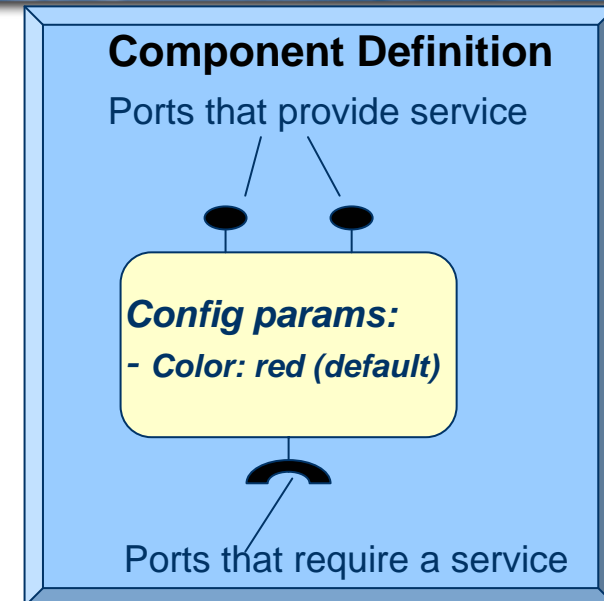 Component Definition
Ports that provide service
Config params:
- Color: red (default)
Ports that require a service